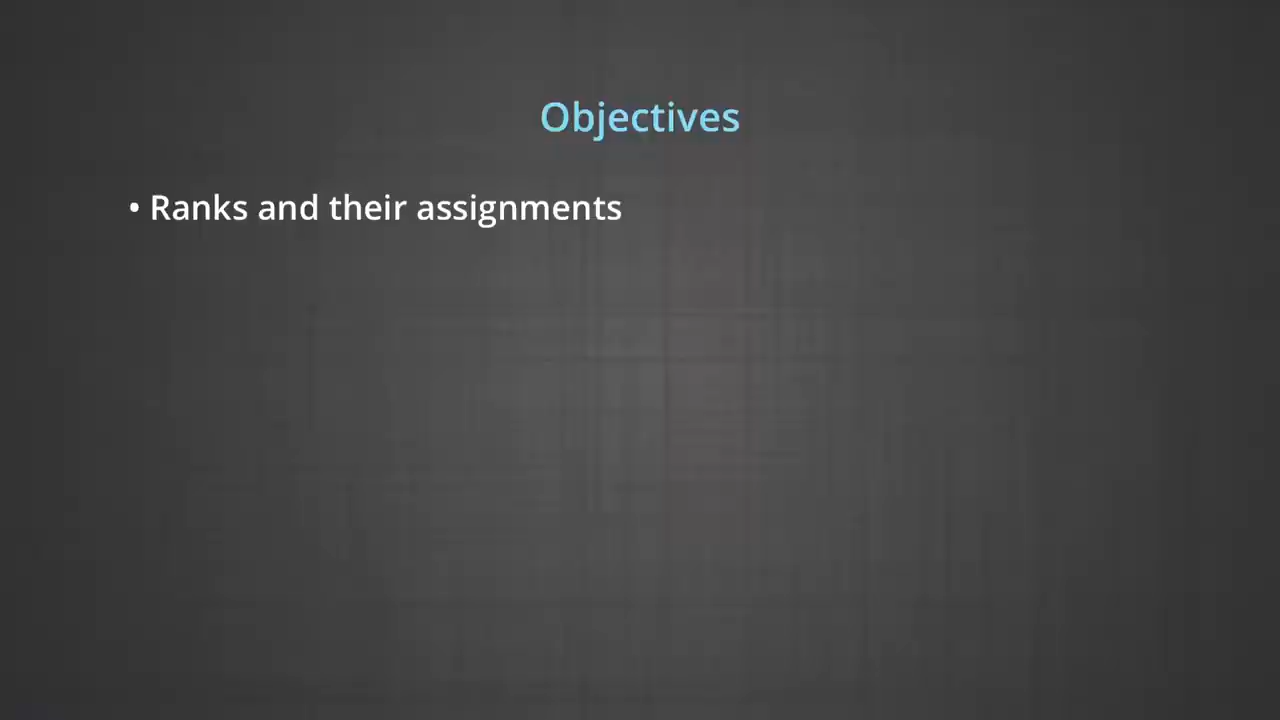 Objectives
• Ranks and their assignments